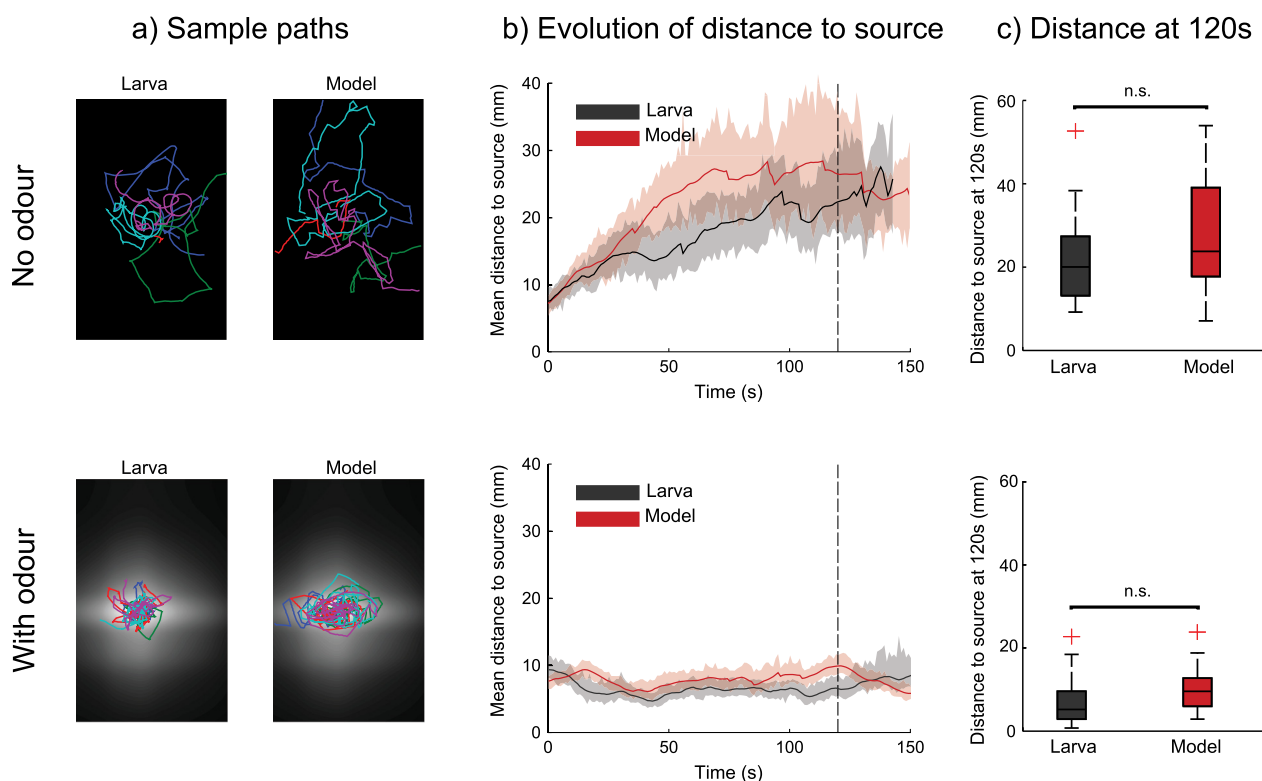 a) Sample paths
b) Evolution of distance to source
c) Distance at 120s
No odour
Larva
Model
Mean distance to source (mm)
40
30
20
10
0
Larva
Model
0
50
100
150
Time (s)
Distance to source at 120s (mm)
60
40
20
0
n.s.
Larva
Model
With odour
Larva
Model
Mean distance to source (mm)
40
30
20
10
0
Larva
Model
0
50
100
150
Time (s)
Distance to source at 120s (mm)
60
40
20
0
n.s.
Larva
Model